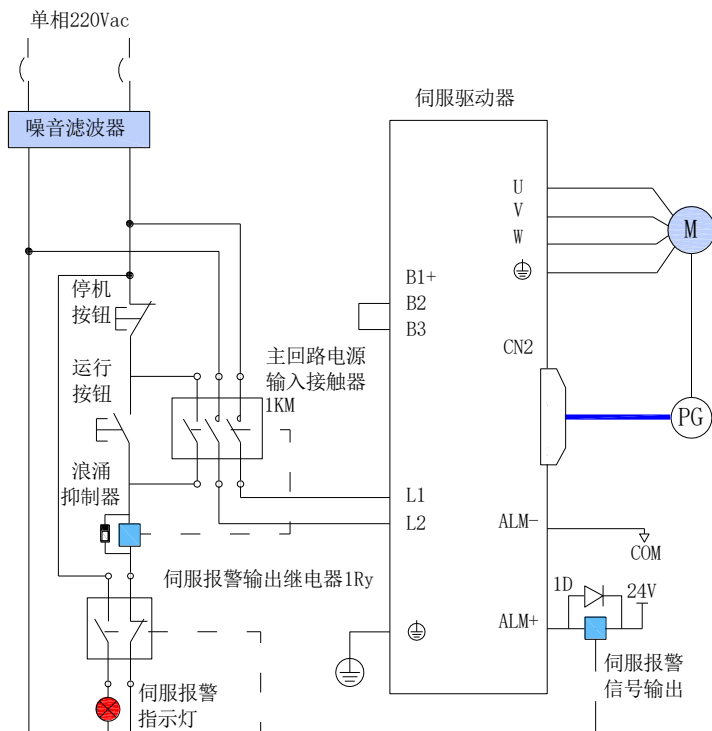 单相220Vac
噪音滤波器
伺服驱动器
U
V
W
M
B1+
B2
B3
停机
按钮
CN2
主回路电源
输入接触器
1KM
运行
按钮
PG
浪涌
抑制器
L1
L2
ALM-
COM
伺服报警输出继电器1Ry
1D
24V
ALM+
伺服报警
信号输出
伺服报警
指示灯